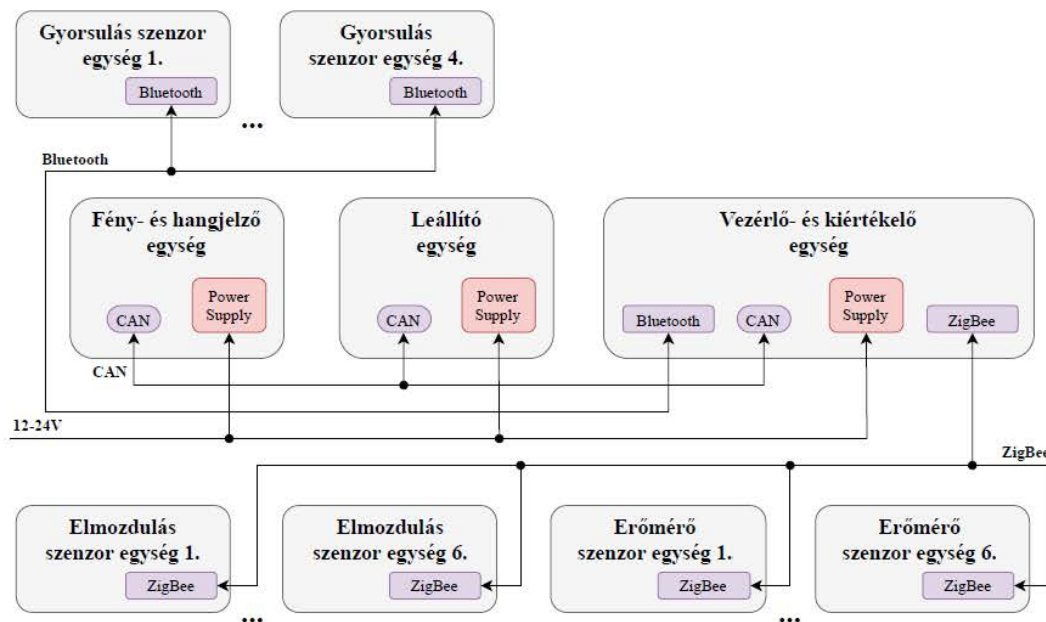 Gyorsulás szenzor
egység 1.
Bluetooth
Gyorsulás
szenzor egység 4.
Bluetooth
...
Bluetooth
Fény- és hangjelző
egység
CAN
Power
Supply
Leállító
egység
CAN
Power
Supply
Vezérlő- és kiértékelő
egység
Bluetooth
CAN
Power
Supply
ZigBee
CAN
12-24V
ZigBee
Elmozdulás
szenzor egység 1.
ZigBee
...
Elmozdulás
szenzor egység 6.
ZigBee
Erőmérő
szenzor egység 1.
ZigBee
...
Erőmérő
szenzor egység 6.
ZigBee